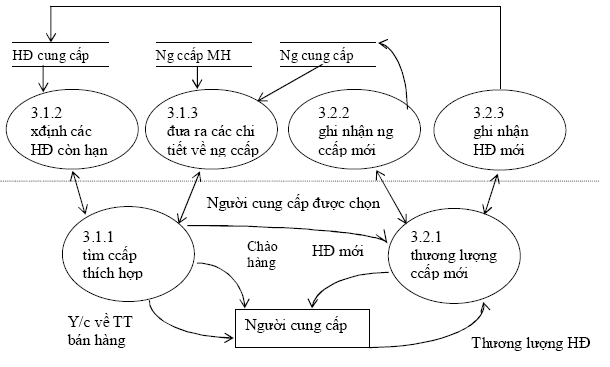 HĐ cung cấp
Ng ccấp MH
Ng cung cấp
3.1.2
xđịnh các
HĐ còn hạn
3.1.3
đưa ra các chi
tiết về ng ccấp
3.2.2
ghi nhận ng
ccấp mới
3.2.3
ghi nhận
HĐ mới
Người cung cấp được chọn
3.1.1
tìm ccấp
thích hợp
Chào
hàng
HĐ mới
3.2.1
thương lượng
ccấp mới
Y/c về TT
bán hàng
Người cung cấp
Thương lượng HĐ